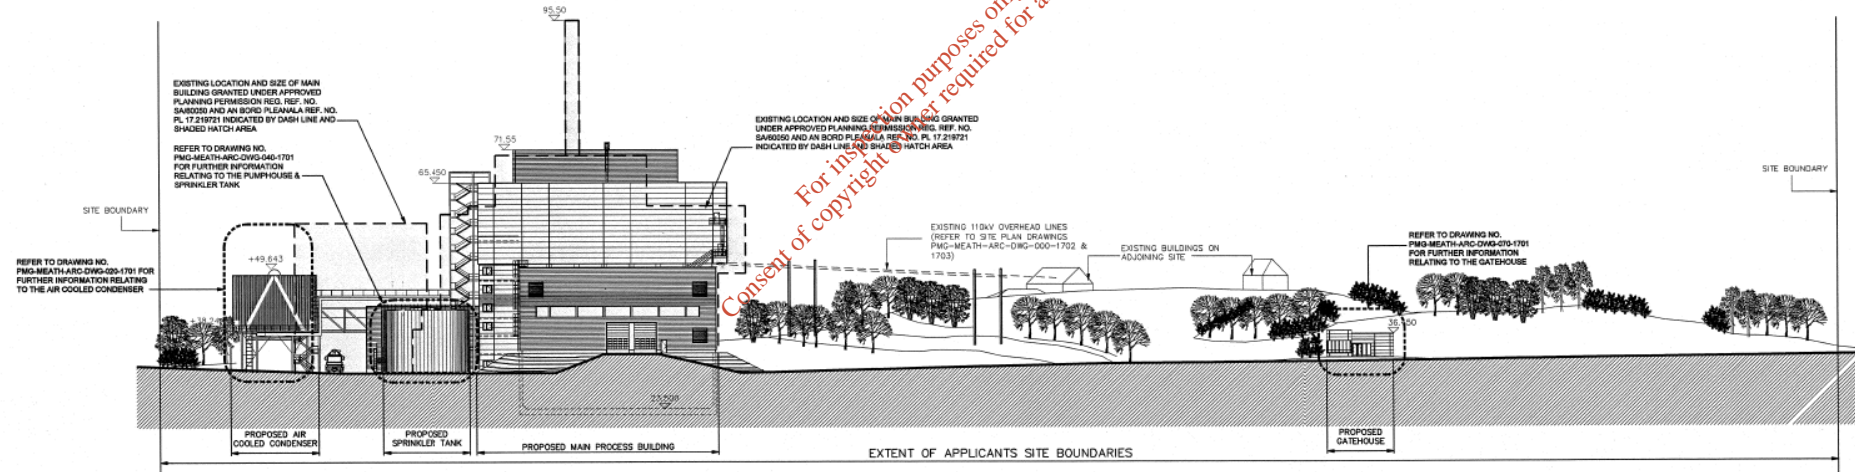 95.50
EXISTING LOCATION AND SIZE OF MAIN
BUILDING GRANTED UNDER APPROVED
PLANNING PERMISSION REG. REF. NO.
SA/60050 AND AN BORD PLEANALA REF. NO.
PL 17.219721 INDICATED BY DASH LINE AND
SHADED HATCH AREA
REFER TO DRAWING NO.
PMG-MEATH-ARC-DWG-040-1701
FOR FURTHER INFORMATION
RELATING TO THE PUMPHOUSE &
SPRINKLER TANK
71.55
65.450
EXISTING LOCATION AND SIZE OF MAIN BUILDING GRANTED
UNDER APPROVED PLANNING PERMISSION REG. REF. NO.
SA/60050 AND AN BORD PLEANALA REF. NO. PL 17.219721
INDICATED BY DASH LINE AND SHADED HATCH AREA
For inspection purposes only
Consent of copyright owner required for a
SITE BOUNDARY
SITE BOUNDARY
REFER TO DRAWING NO.
PMG-MEATH-ARC-DWG-020-1701 FOR
FURTHER INFORMATION RELATING
TO THE AIR COOLED CONDENSER
+49,643
EXISTING 110kV OVERHEAD LINES
(REFER TO SITE PLAN DRAWINGS
PMG-MEATH-ARC-DWG-000-1702 &
1703)
EXISTING BUILDINGS ON
ADJOINING SITE
REFER TO DRAWING NO.
PMG-MEATH-ARC-DWG-070-1701
FOR FURTHER INFORMATION
RELATING TO THE GATEHOUSE
PROPOSED AIR
COOLED CONDENSER
PROPOSED
SPRINKLER TANK
PROPOSED MAIN PROCESS BUILDING
PROPOSED
GATEHOUSE
EXTENT OF APPLICANTS SITE BOUNDARIES